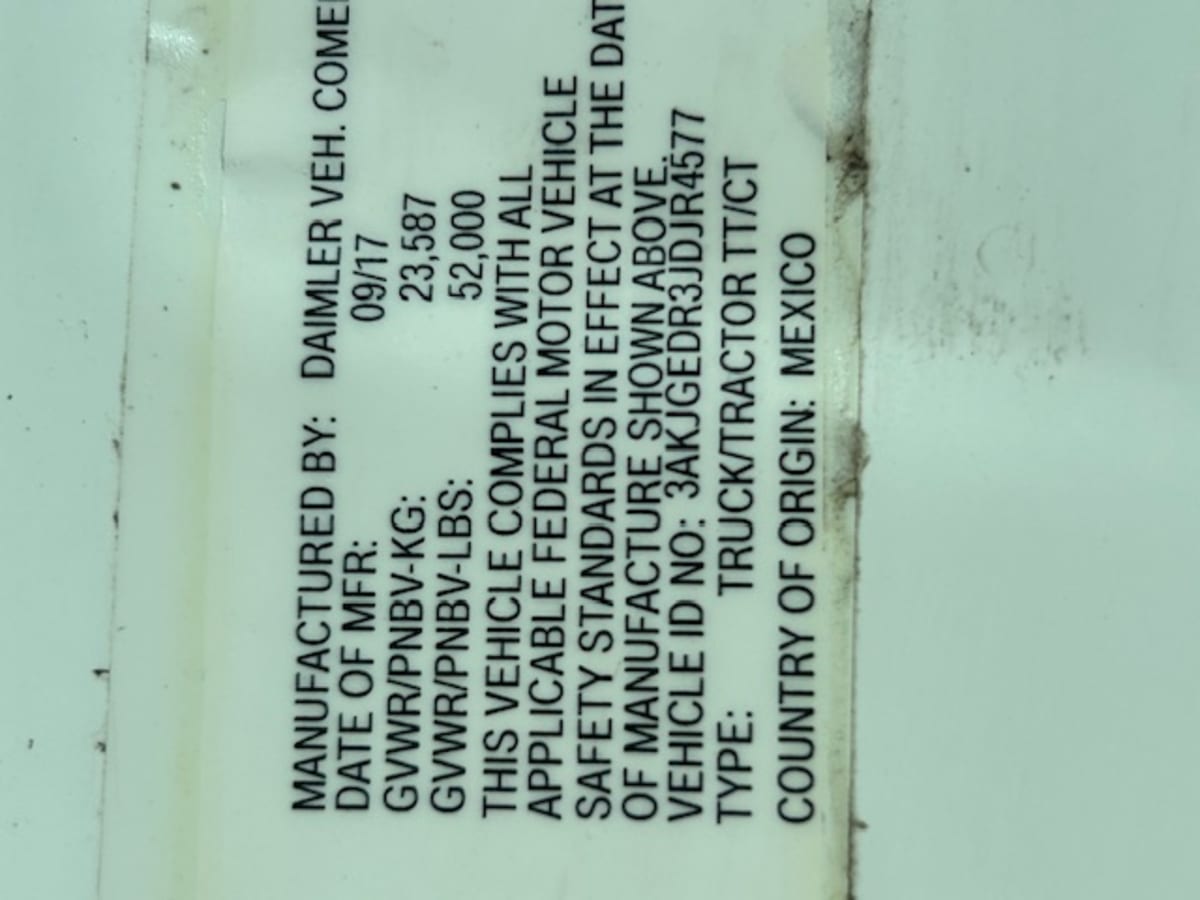 MANUFACTURED BY: DAIMLER VEH. COME
DATE OF MFR: 09/17
GVWR/PNBV-KG: 23,587
GVWR/PNBV-LBS: 52,000
THIS VEHICLE COMPLIES WITH ALL
APPLICABLE FEDERAL MOTOR VEHICLE
SAFETY STANDARDS IN EFFECT AT THE DAT
OF MANUFACTURE SHOWN ABOVE.
VEHICLE ID NO: 3AKJGEDR3JDJR4577
TYPE: TRUCK/TRACTOR TT/CT
COUNTRY OF ORIGIN: MEXICO